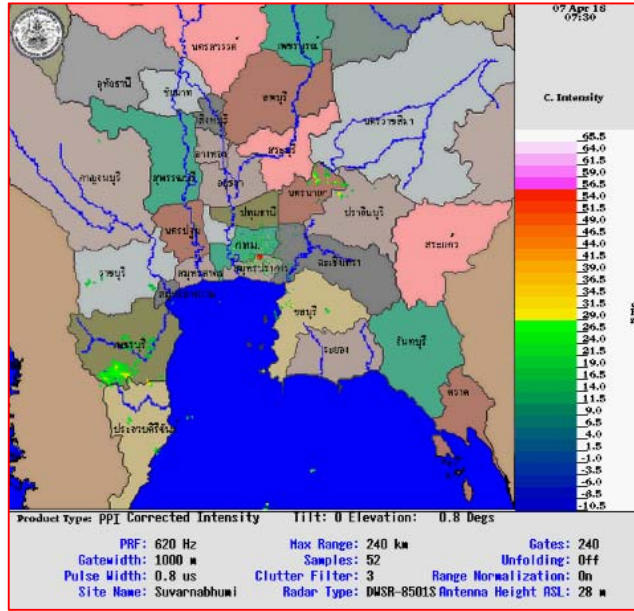 07 Apr 18
07:30
C. Intensity
นครสวรรค์
เพชรบูรณ์
อุทัยธานี
ชัยนาท
ลพบุรี
นครราชสีมา
สิงหบุรี
อ่างทอง
สระบุรี
กาญจนบุรี
สุพรรณบุรี
อยุธยา
นครนายก
ปราจีนบุรี
ปทุมธานี
นครปฐม
กทม.
สระแก้ว
ฉะเชิงเทรา
ราชบุรี
สมุทรสาคร
สมุทรปราการ
ชลบุรี
เพชรบุรี
ระยอง
จันทบุรี
ตราด
ประจวบคีรีขันธ์
65.5
64.0
61.5
59.0
56.5
54.0
49.0
46.5
44.0
41.5
39.0
36.5
34.5
31.5
29.0
26.5
24.0
21.5
19.0
16.5
14.0
11.5
9.0
6.5
4.0
1.5
-1.0
-3.5
-6.0
-8.5
-10.5
Product Type: PPI Corrected Intensity Tilt: 0 Elevation: 0.8 Degs
PRF: 620 Hz Max Range: 240 km Gates: 240
Gatewidth: 1000 m Samples: 52 Unfolding: Off
Pulse Width: 0.8 us Clutter Filter: 3 Range Normalization: On
Site Name: Suvarnabhumi Radar Type: DWSR-8501S Antenna Height ASL: 28 m